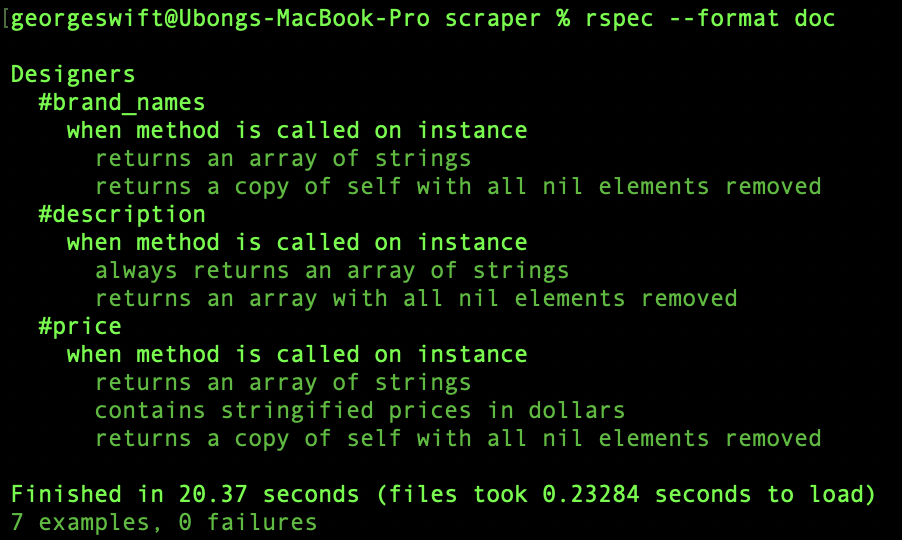 [georgeswift@Ubongs-MacBook-Pro scraper % rspec --format doc
Designers
#brand_names
when method is called on instance
returns an array of strings
returns a copy of self with all nil elements removed
#description
when method is called on instance
always returns an array of strings
returns an array with all nil elements removed
#price
when method is called on instance
returns an array of strings
contains stringified prices in dollars
returns a copy of self with all nil elements removed
Finished in 20.37 seconds (files took 0.23284 seconds to load)
7 examples, 0 failures